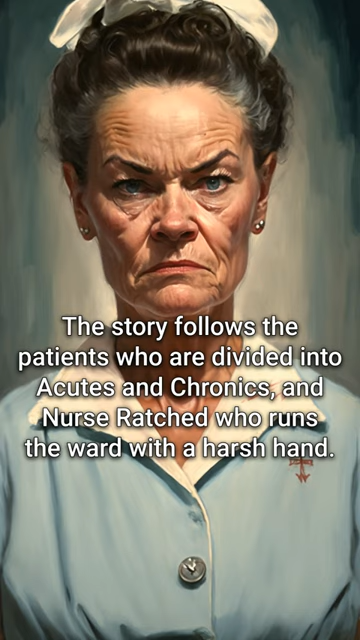 The story follows the
patients who are divided into
Acutes and Chronics, and
Nurse Ratched who runs
the ward with a harsh hand.